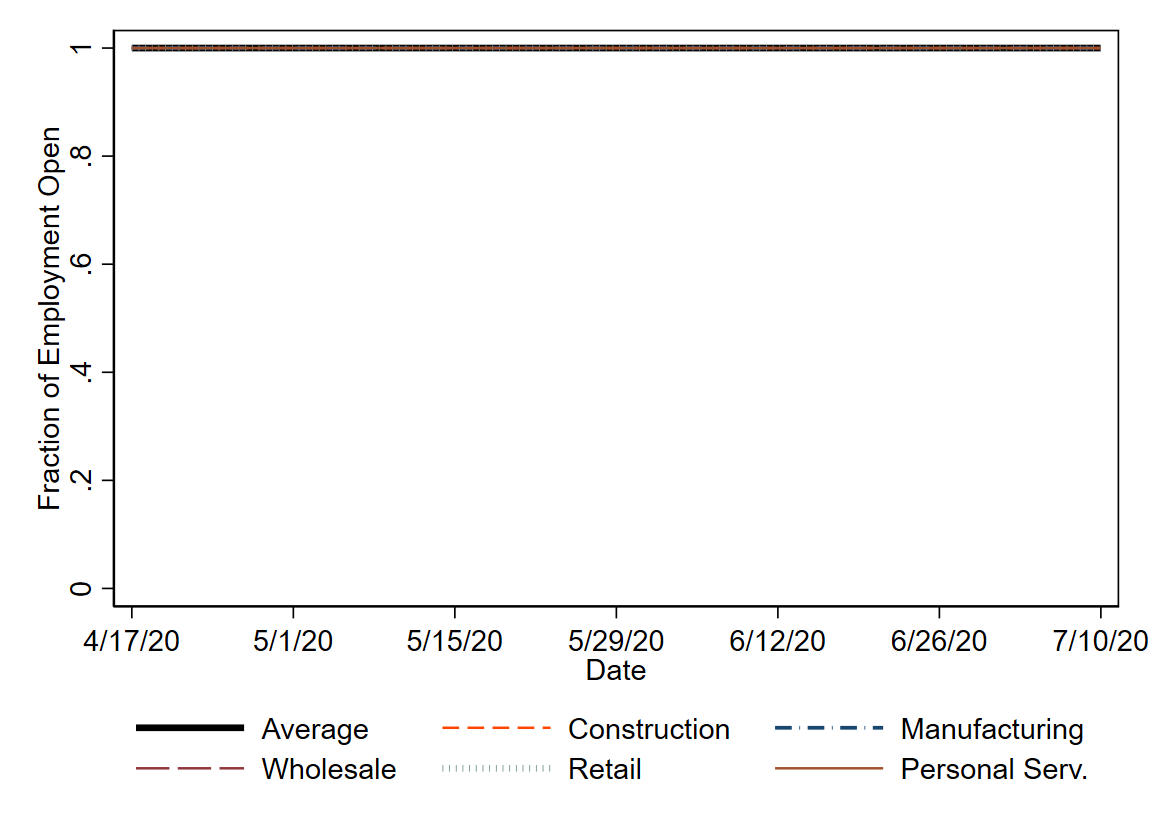 Fraction of Employment Open
1
.8
.6
.4
.2
0
4/17/20 5/1/20 5/15/20 5/29/20 6/12/20 6/26/20 7/10/20
Date
Average Construction Manufacturing
Wholesale Retail Personal Serv.